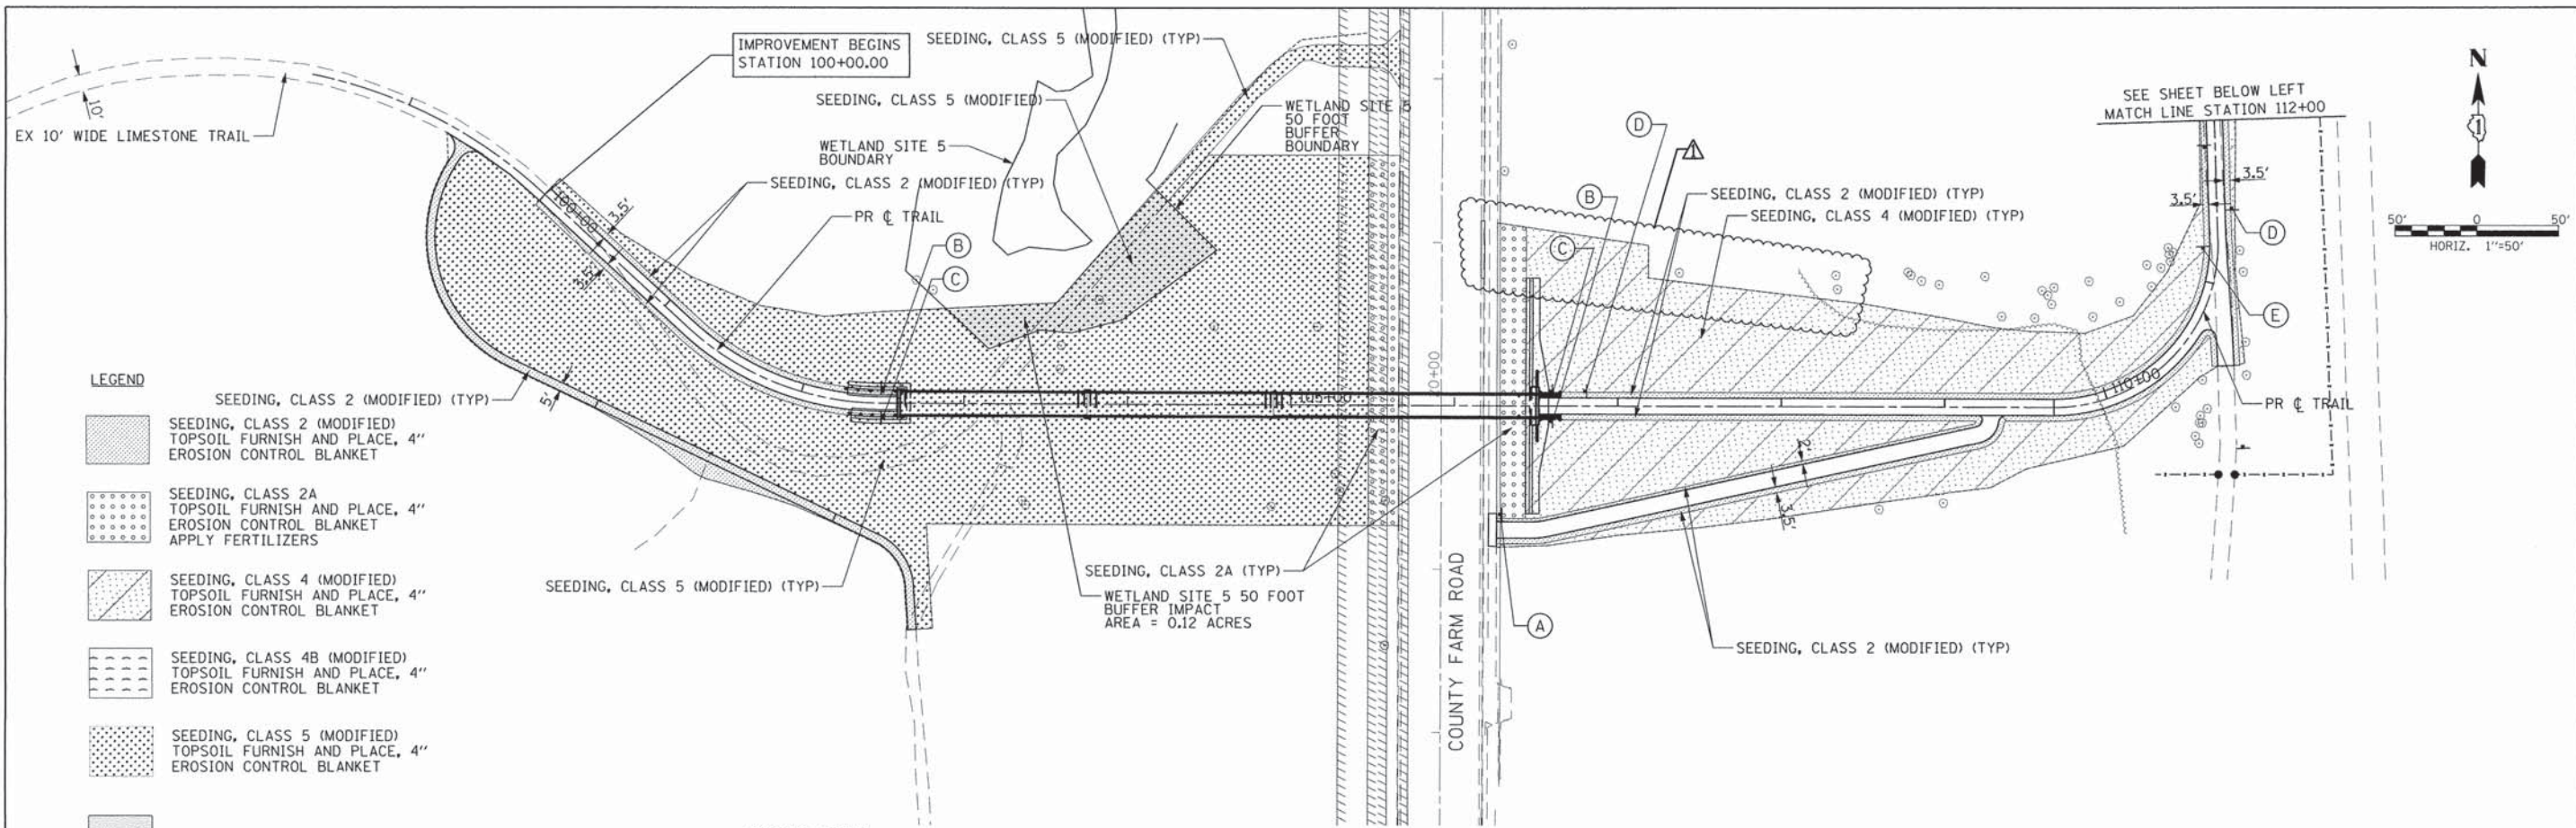 IMPROVEMENT BEGINS
STATION 100+00.00
SEEDING, CLASS 5 (MODIFIED) (TYP)
SEEDING, CLASS 5 (MODIFIED)
WETLAND SITE 5
50 FOOT
BUFFER
BOUNDARY
WETLAND SITE 5
BOUNDARY
10'
EX 10' WIDE LIMESTONE TRAIL
SEEDING, CLASS 2 (MODIFIED) (TYP)
PR ℄ TRAIL
100+00
3.5'
3.5'
B
C
D
1
B
C
SEEDING, CLASS 2 (MODIFIED) (TYP)
SEEDING, CLASS 4 (MODIFIED) (TYP)
SEE SHEET BELOW LEFT
MATCH LINE STATION 112+00
3.5'
3.5'
D
E
N
50' 0 50'
HORIZ. 1"=50'
105+00
110+00
PR ℄ TRAIL
2'
3.5'
LEGEND
SEEDING, CLASS 2 (MODIFIED) (TYP)
5'
SEEDING, CLASS 2 (MODIFIED)
TOPSOIL FURNISH AND PLACE, 4"
EROSION CONTROL BLANKET
SEEDING, CLASS 2A
TOPSOIL FURNISH AND PLACE, 4"
EROSION CONTROL BLANKET
APPLY FERTILIZERS
SEEDING, CLASS 4 (MODIFIED)
TOPSOIL FURNISH AND PLACE, 4"
EROSION CONTROL BLANKET
SEEDING, CLASS 4B (MODIFIED)
TOPSOIL FURNISH AND PLACE, 4"
EROSION CONTROL BLANKET
SEEDING, CLASS 5 (MODIFIED)
TOPSOIL FURNISH AND PLACE, 4"
EROSION CONTROL BLANKET
SEEDING, CLASS 5 (MODIFIED) (TYP)
SEEDING, CLASS 2A (TYP)
WETLAND SITE 5 50 FOOT
BUFFER IMPACT
AREA = 0.12 ACRES
COUNTY FARM ROAD
A
SEEDING, CLASS 2 (MODIFIED) (TYP)